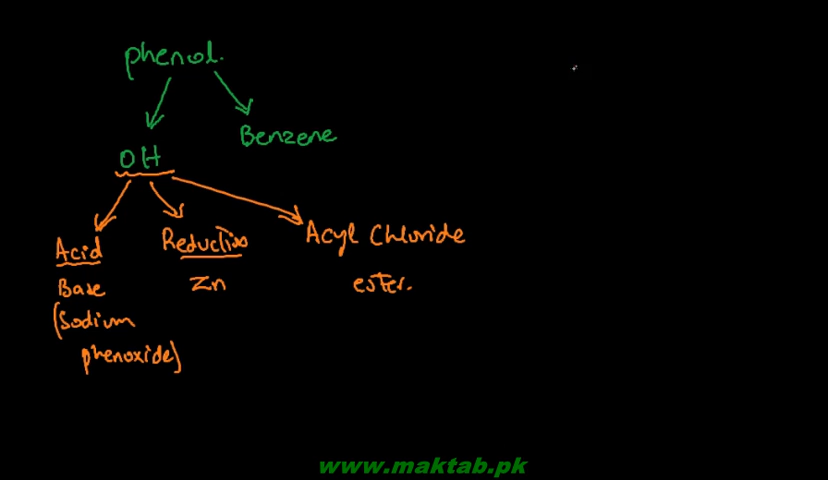 phenol.
OH
Benzene
Acid
Base
(Sodium
phenoxide)
Reduction
Zn
Acyl Chloride
ester.
www.maktab.pk